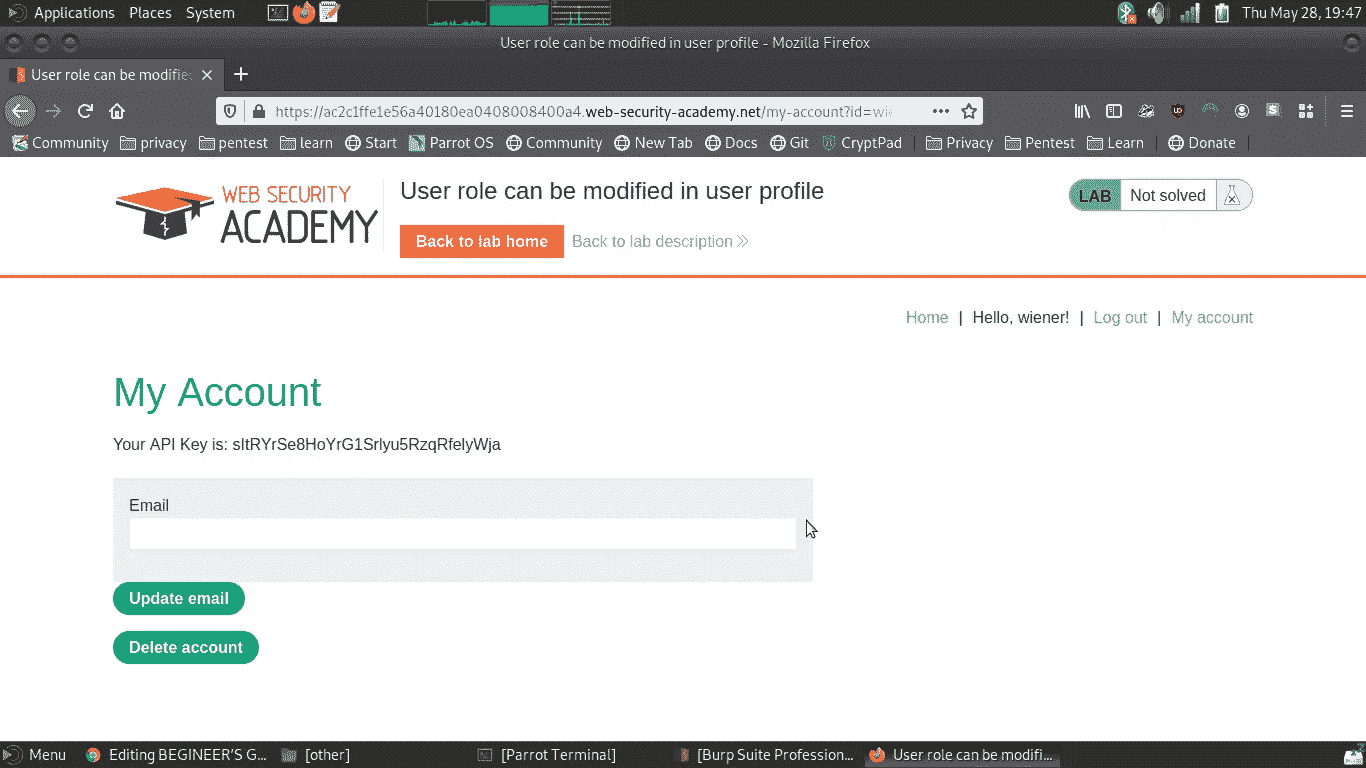 Applications Places System Thu May 28, 19:47
User role can be modified in user profile - Mozilla Firefox
User role can be modified
https://ac2c1ffe1e56a40180ea0408008400a4.web-security-academy.net/my-account?id=wie
Community privacy pentest learn Start Parrot OS Community New Tab Docs Git CryptPad Privacy Pentest Learn Donate
WEB SECURITY
ACADEMY
User role can be modified in user profile
LAB Not solved
Back to lab home Back to lab description
Home | Hello, wiener! | Log out | My account
My Account
Your API Key is: sItRYrSe8HoYrG1Srlyu5RzqRfelyWja
Email
Update email
Delete account
Menu Editing BEGINEER'S G... [other] [Parrot Terminal] [Burp Suite Profession... User role can be modifi...